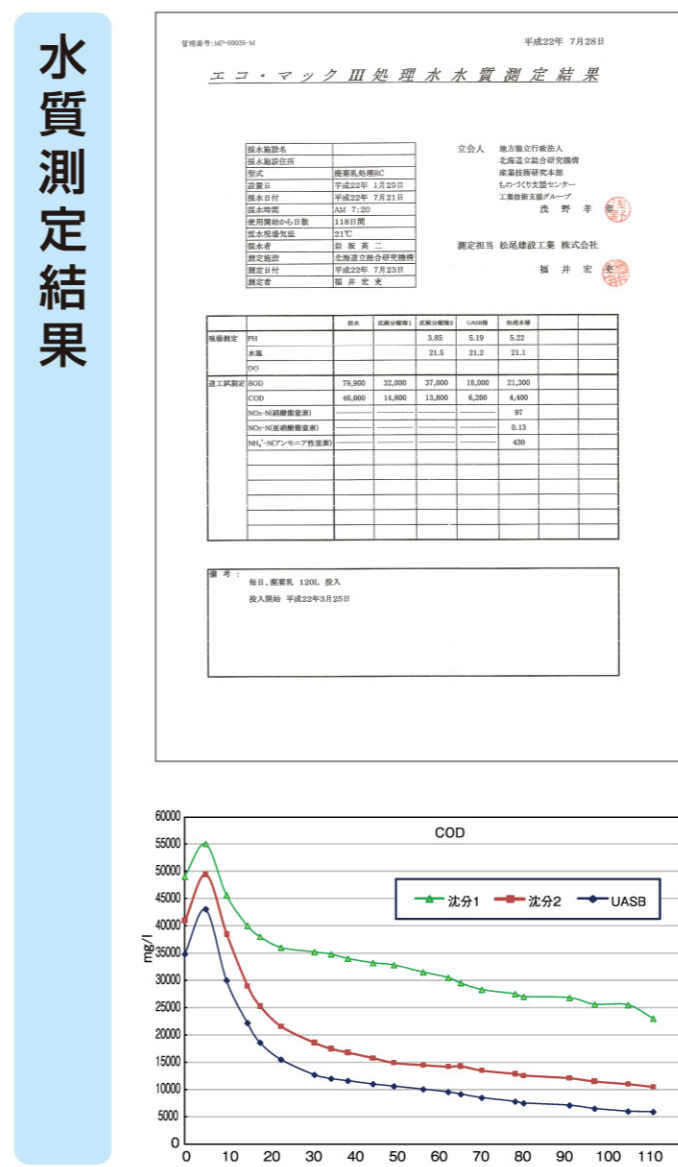 水質測定結果
管理番号:MP-00035-M
平成22年 7月28日
エコ・マックⅢ処理水水質測定結果
採水施設名
採水施設住所
型式 廃棄乳処理RC
設置日 平成22年 1月29日
採水日付 平成22年 7月21日
採水時間 AM 7:20
使用開始から日数 118日間
採水現場気温 21℃
採水者 岩 坂 英 二
測定施設 北海道立総合研究機構
測定日付 平成22年 7月23日
測定者 福 井 宏 吏
立会人 地方独立行政法人
北海道立総合研究機構
産業技術研究本部
ものづくり支援センター
工業技術支援グループ
浅 野 孝
測定担当 松尾建設工業 株式会社
福 井 宏 吏
原水 沈殿分離槽1 沈殿分離槽2 UASB槽 処理水槽
現場測定 PH 3.85 5.19 5.22
水温 21.5 21.2 21.1
DO
道工試測定 BOD 79,900 32,000 37,000 18,000 21,300
COD 40,000 14,800 13,800 6,200 4,400
NO3-N(硝酸態窒素) 97
NO2-N(亜硝酸態窒素) 0.13
NH4+-N(アンモニア性窒素) 430
備 考 :
毎日、廃棄乳 120L 投入
投入開始 平成22年3月25日
COD
沈分1 沈分2 UASB
mg/l
60000
55000
50000
45000
40000
35000
30000
25000
20000
15000
10000
5000
0
0 10 20 30 40 50 60 70 80 90 100 110